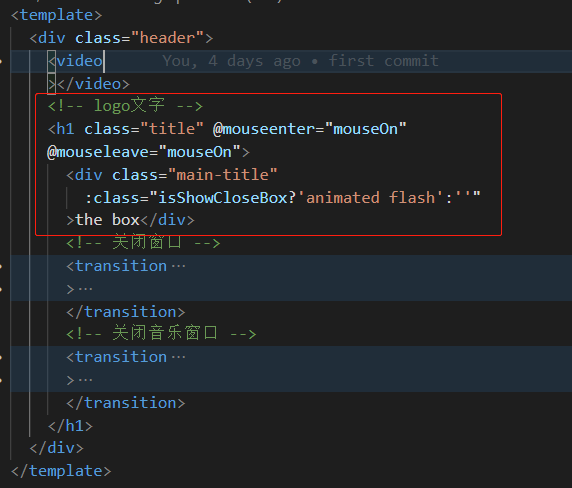 <template>
<div class="header">
<video You, 4 days ago • first commit
></video>
<!-- logo文字 -->
<h1 class="title" @mouseenter="mouseOn"
@mouseleave="mouseOn">
<div class="main-title"
:class="isShowCloseBox?'animated flash':''"
>the box</div>
<!-- 关闭窗口 -->
<transition…
>…
</transition>
<!-- 关闭音乐窗口 -->
<transition…
>…
</transition>
</h1>
</div>
</template>